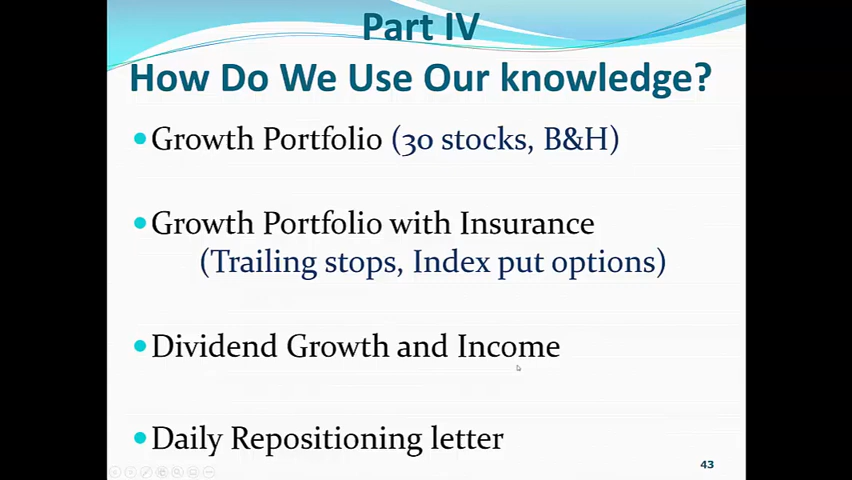 Part IV
How Do We Use Our knowledge?
•Growth Portfolio (30 stocks, B&H)
•Growth Portfolio with Insurance
(Trailing stops, Index put options)
•Dividend Growth and Income
•Daily Repositioning letter
43